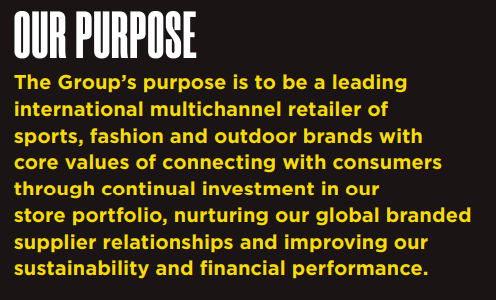 OUR PURPOSE
The Group’s purpose is to be a leading
international multichannel retailer of
sports, fashion and outdoor brands with
core values of connecting with consumers
through continual investment in our
store portfolio, nurturing our global branded
supplier relationships and improving our
sustainability and financial performance.